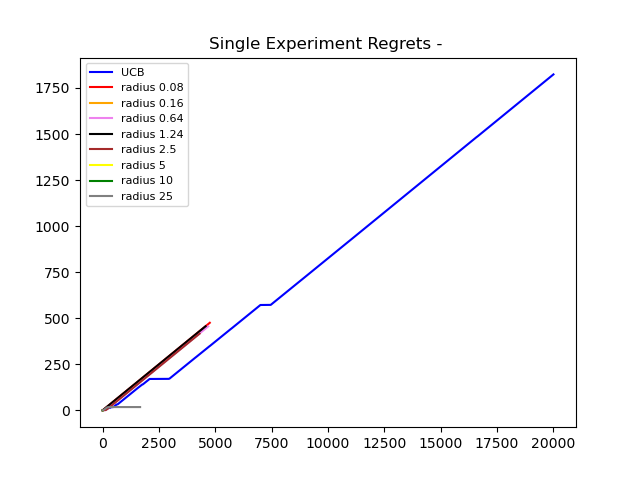 Single Experiment Regrets -
UCB
radius 0.08
radius 0.16
radius 0.64
radius 1.24
radius 2.5
radius 5
radius 10
radius 25
1750
1500
1250
1000
750
500
250
0
0 2500 5000 7500 10000 12500 15000 17500 20000